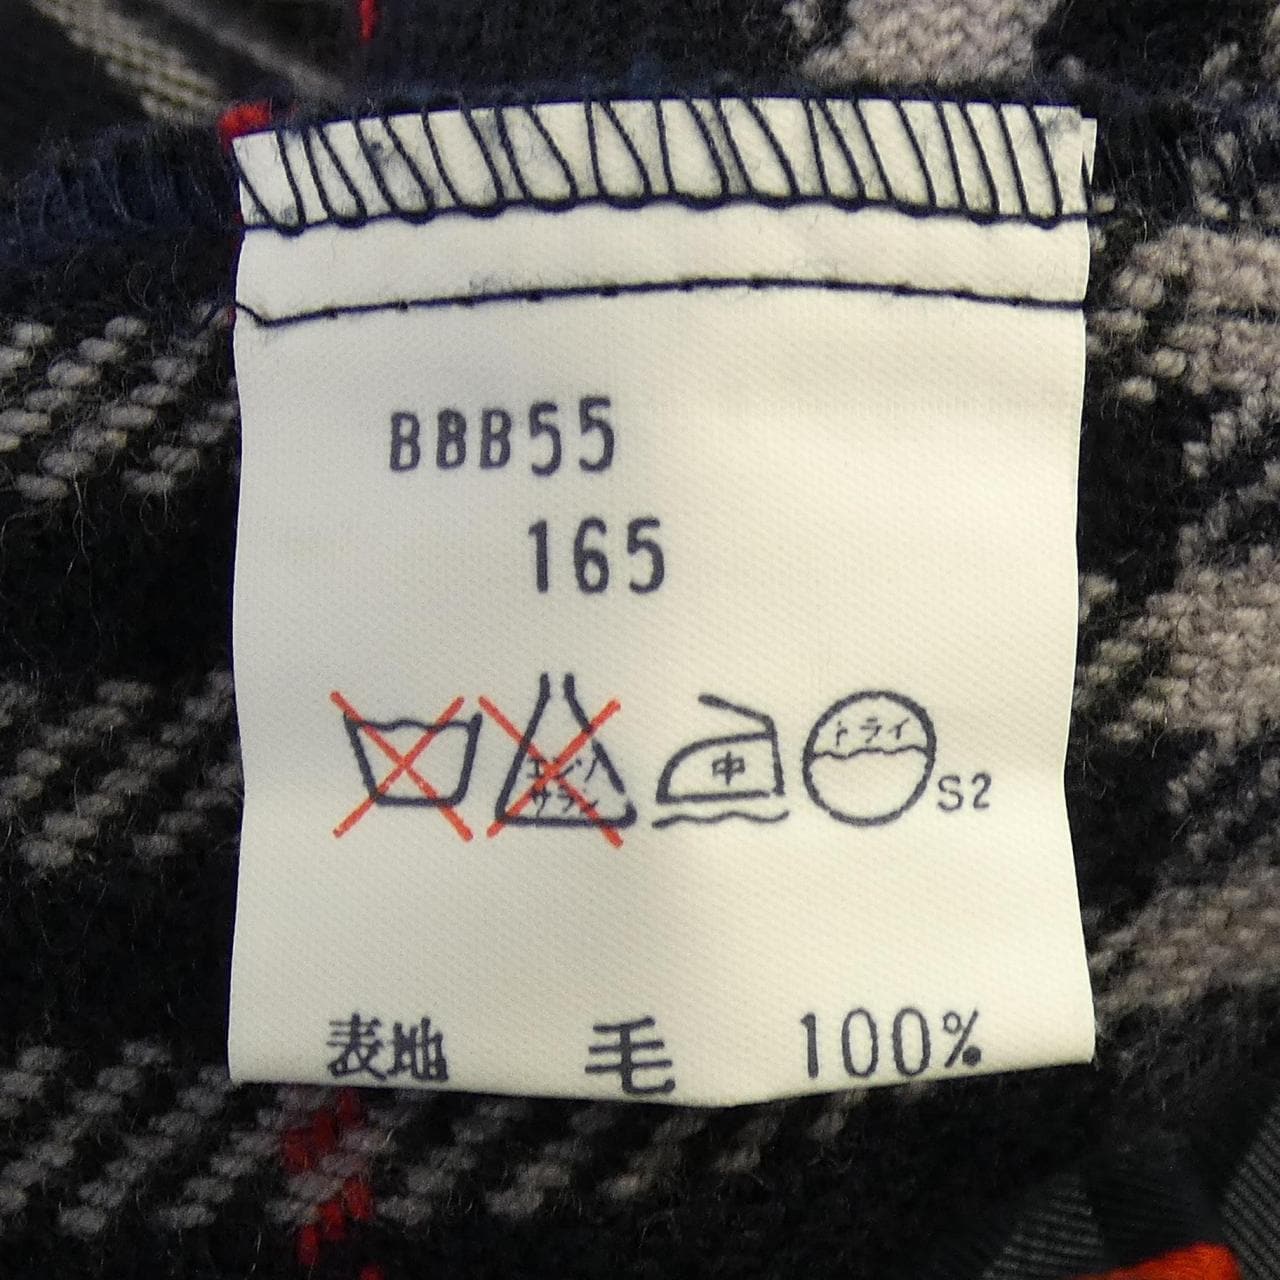 BBB55
165
エンソ
サラシ
中
ドライ
S2
表地 毛 100%